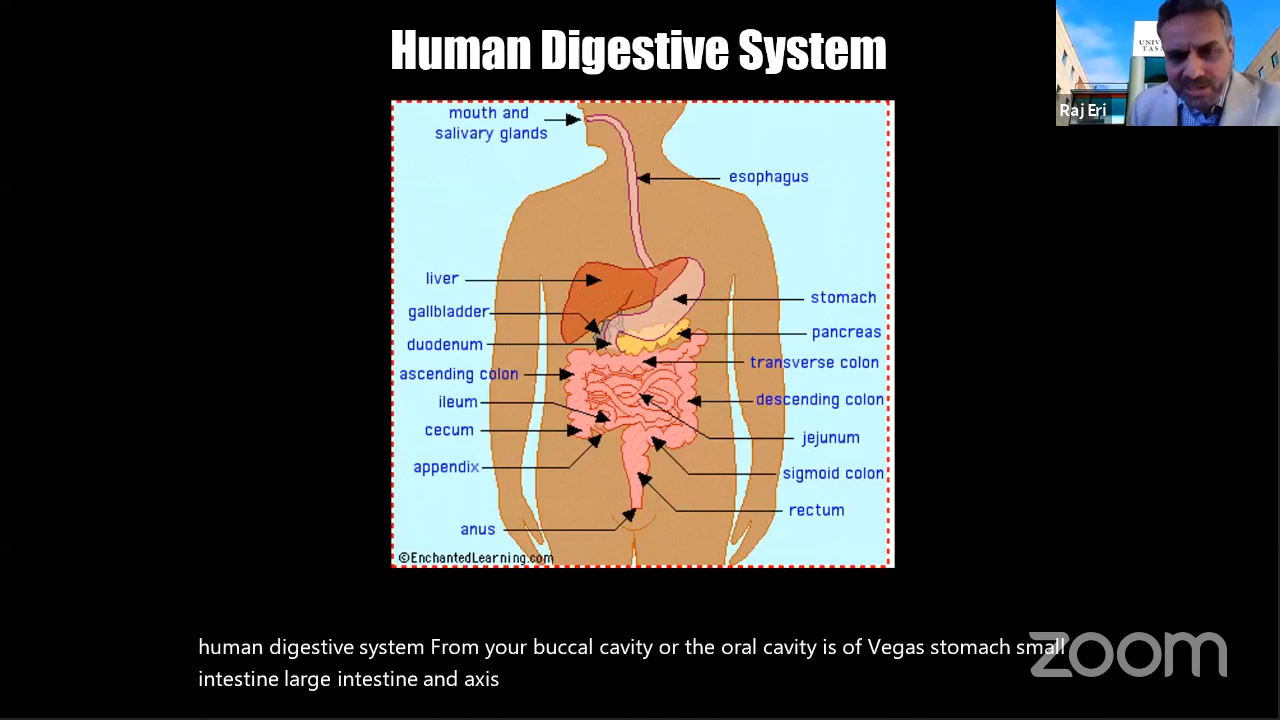 Human Digestive System
Raj Eri
mouth and
salivary glands
esophagus
liver
stomach
gallbladder
pancreas
duodenum
transverse colon
ascending colon
descending colon
ileum
cecum
jejunum
appendix
sigmoid colon
rectum
anus
©EnchantedLearning.com
human digestive system From your buccal cavity or the oral cavity is of Vegas stomach small
intestine large intestine and axis
zoom